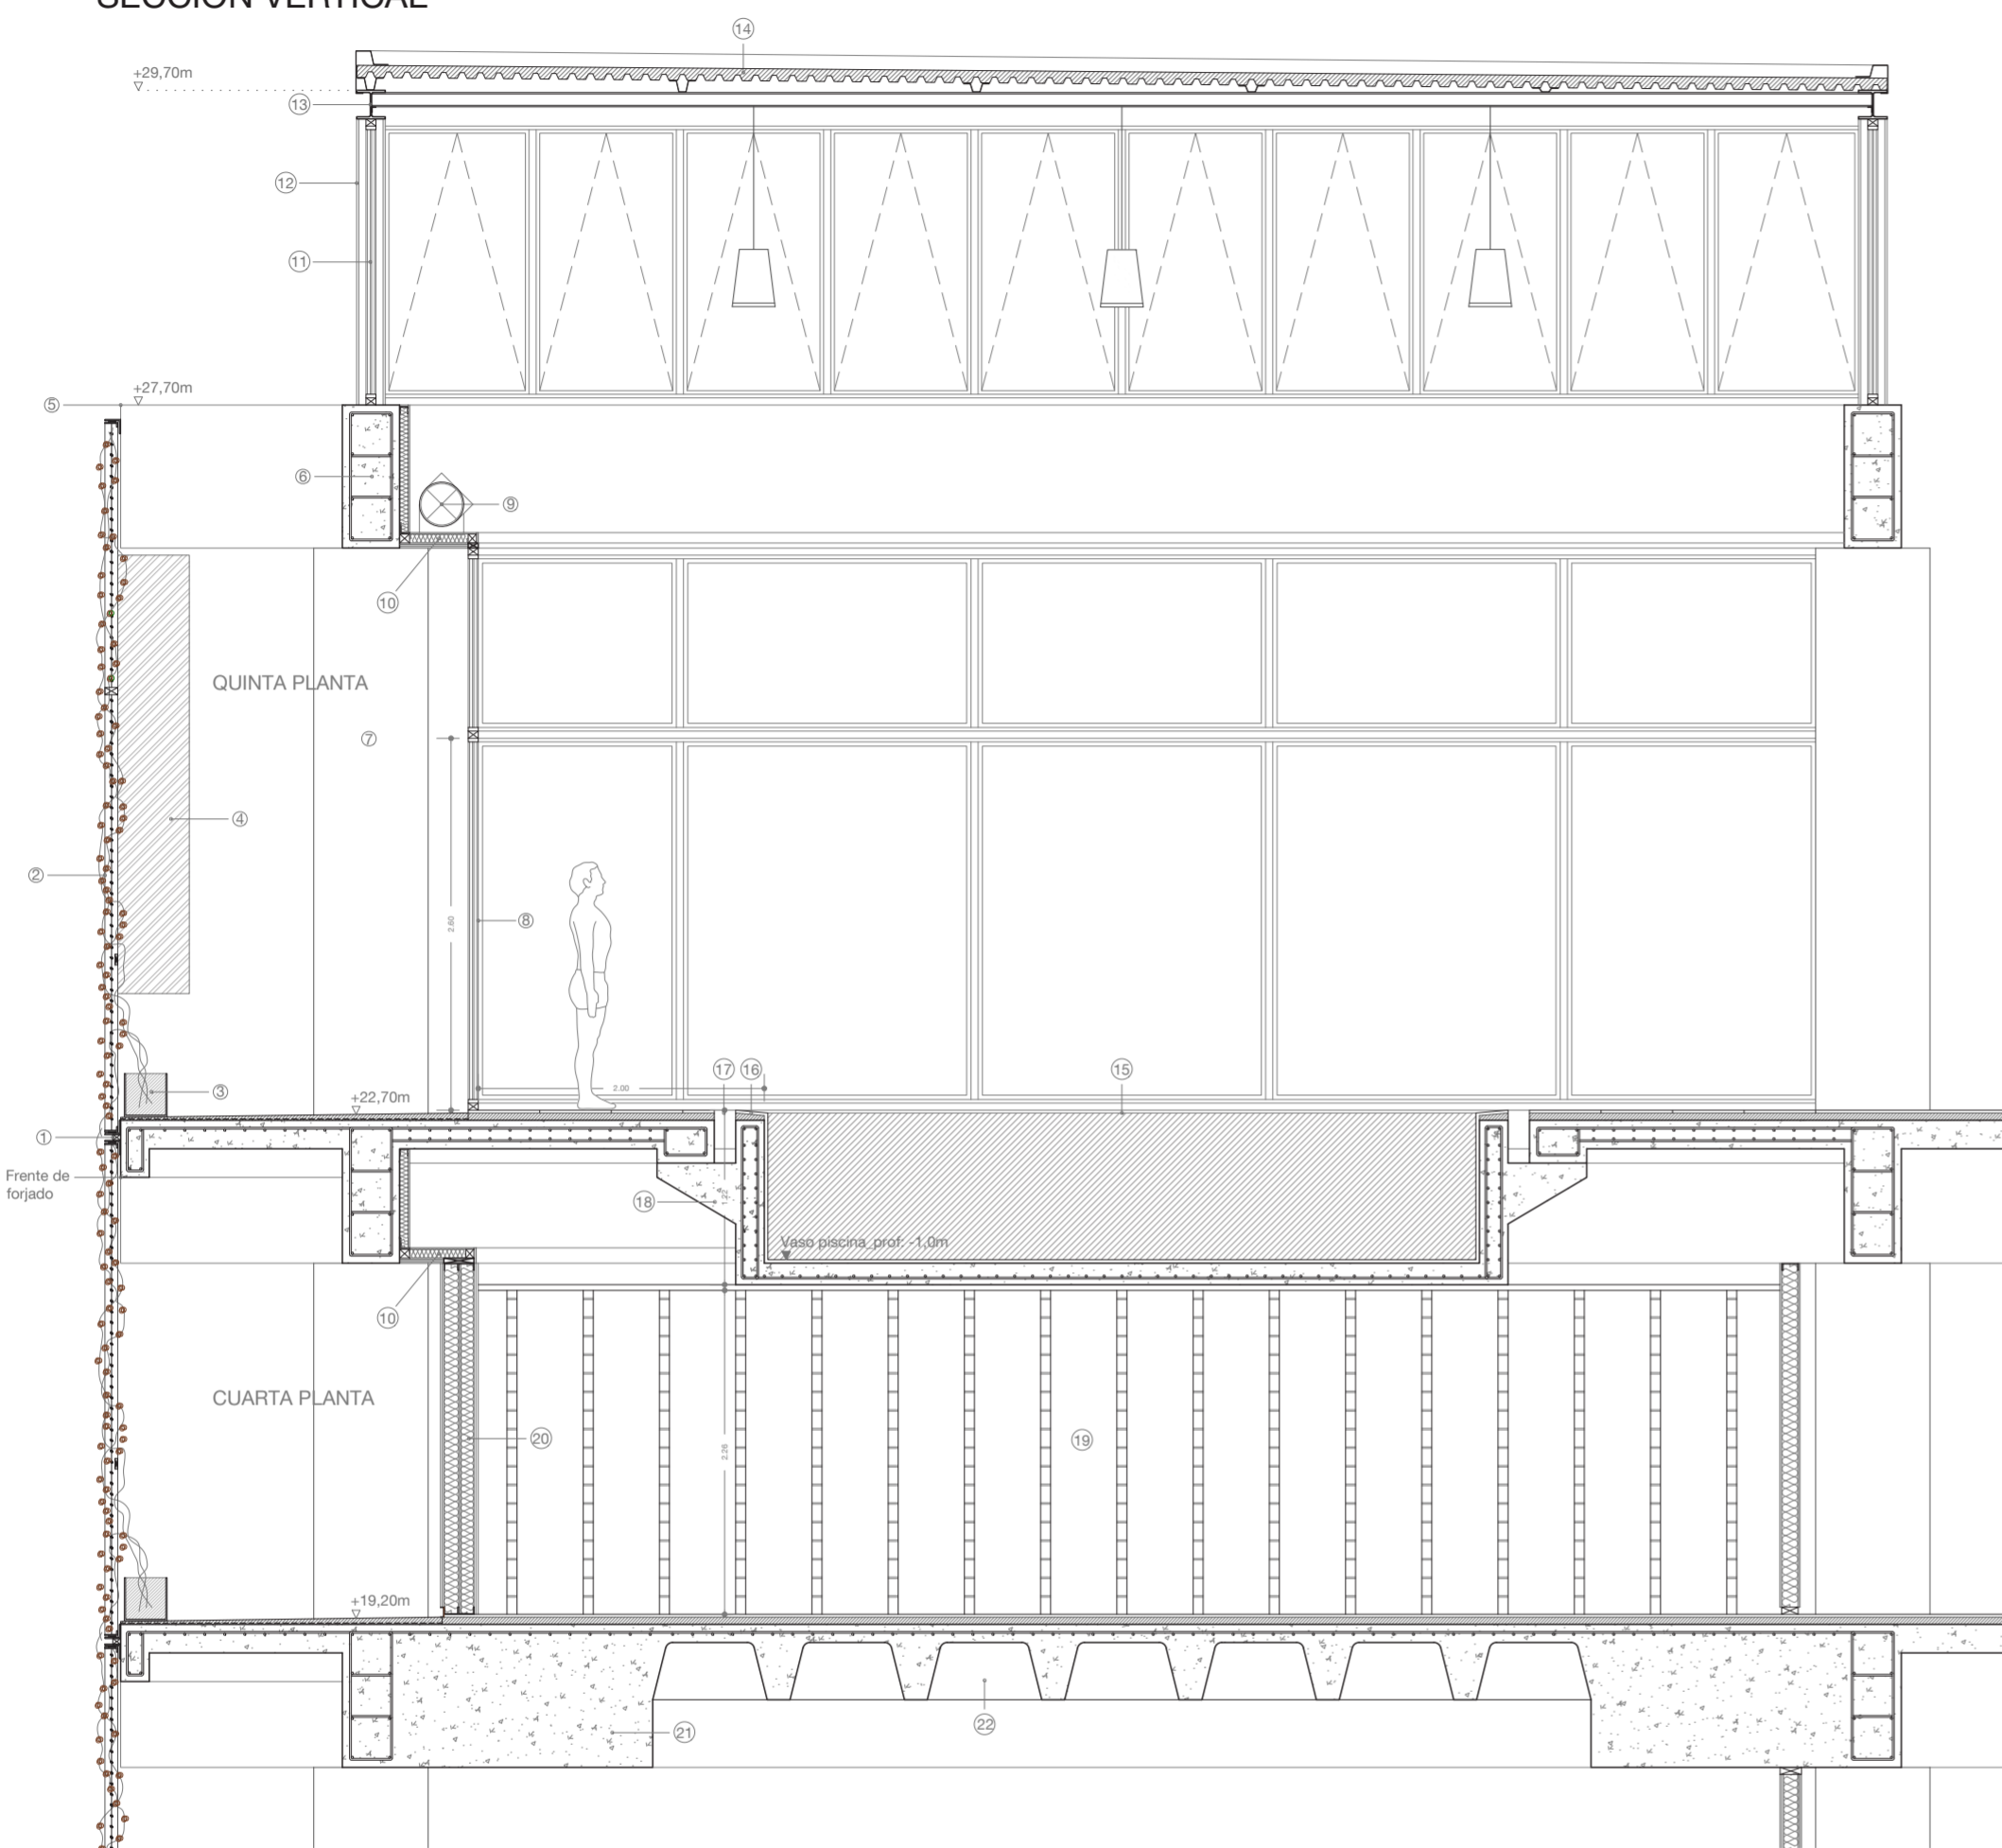 SECCIÓN VERTICAL
14
+29,70m
13
12
11
+27,70m
5
6
9
10
QUINTA PLANTA
7
4
2
2.60
8
17
16
15
2.00
3
+22,70m
1
Frente de
forjado
18
1.22
Vaso piscina_prof: -1,0m
10
CUARTA PLANTA
20
19
2.26
+19,20m
21
22